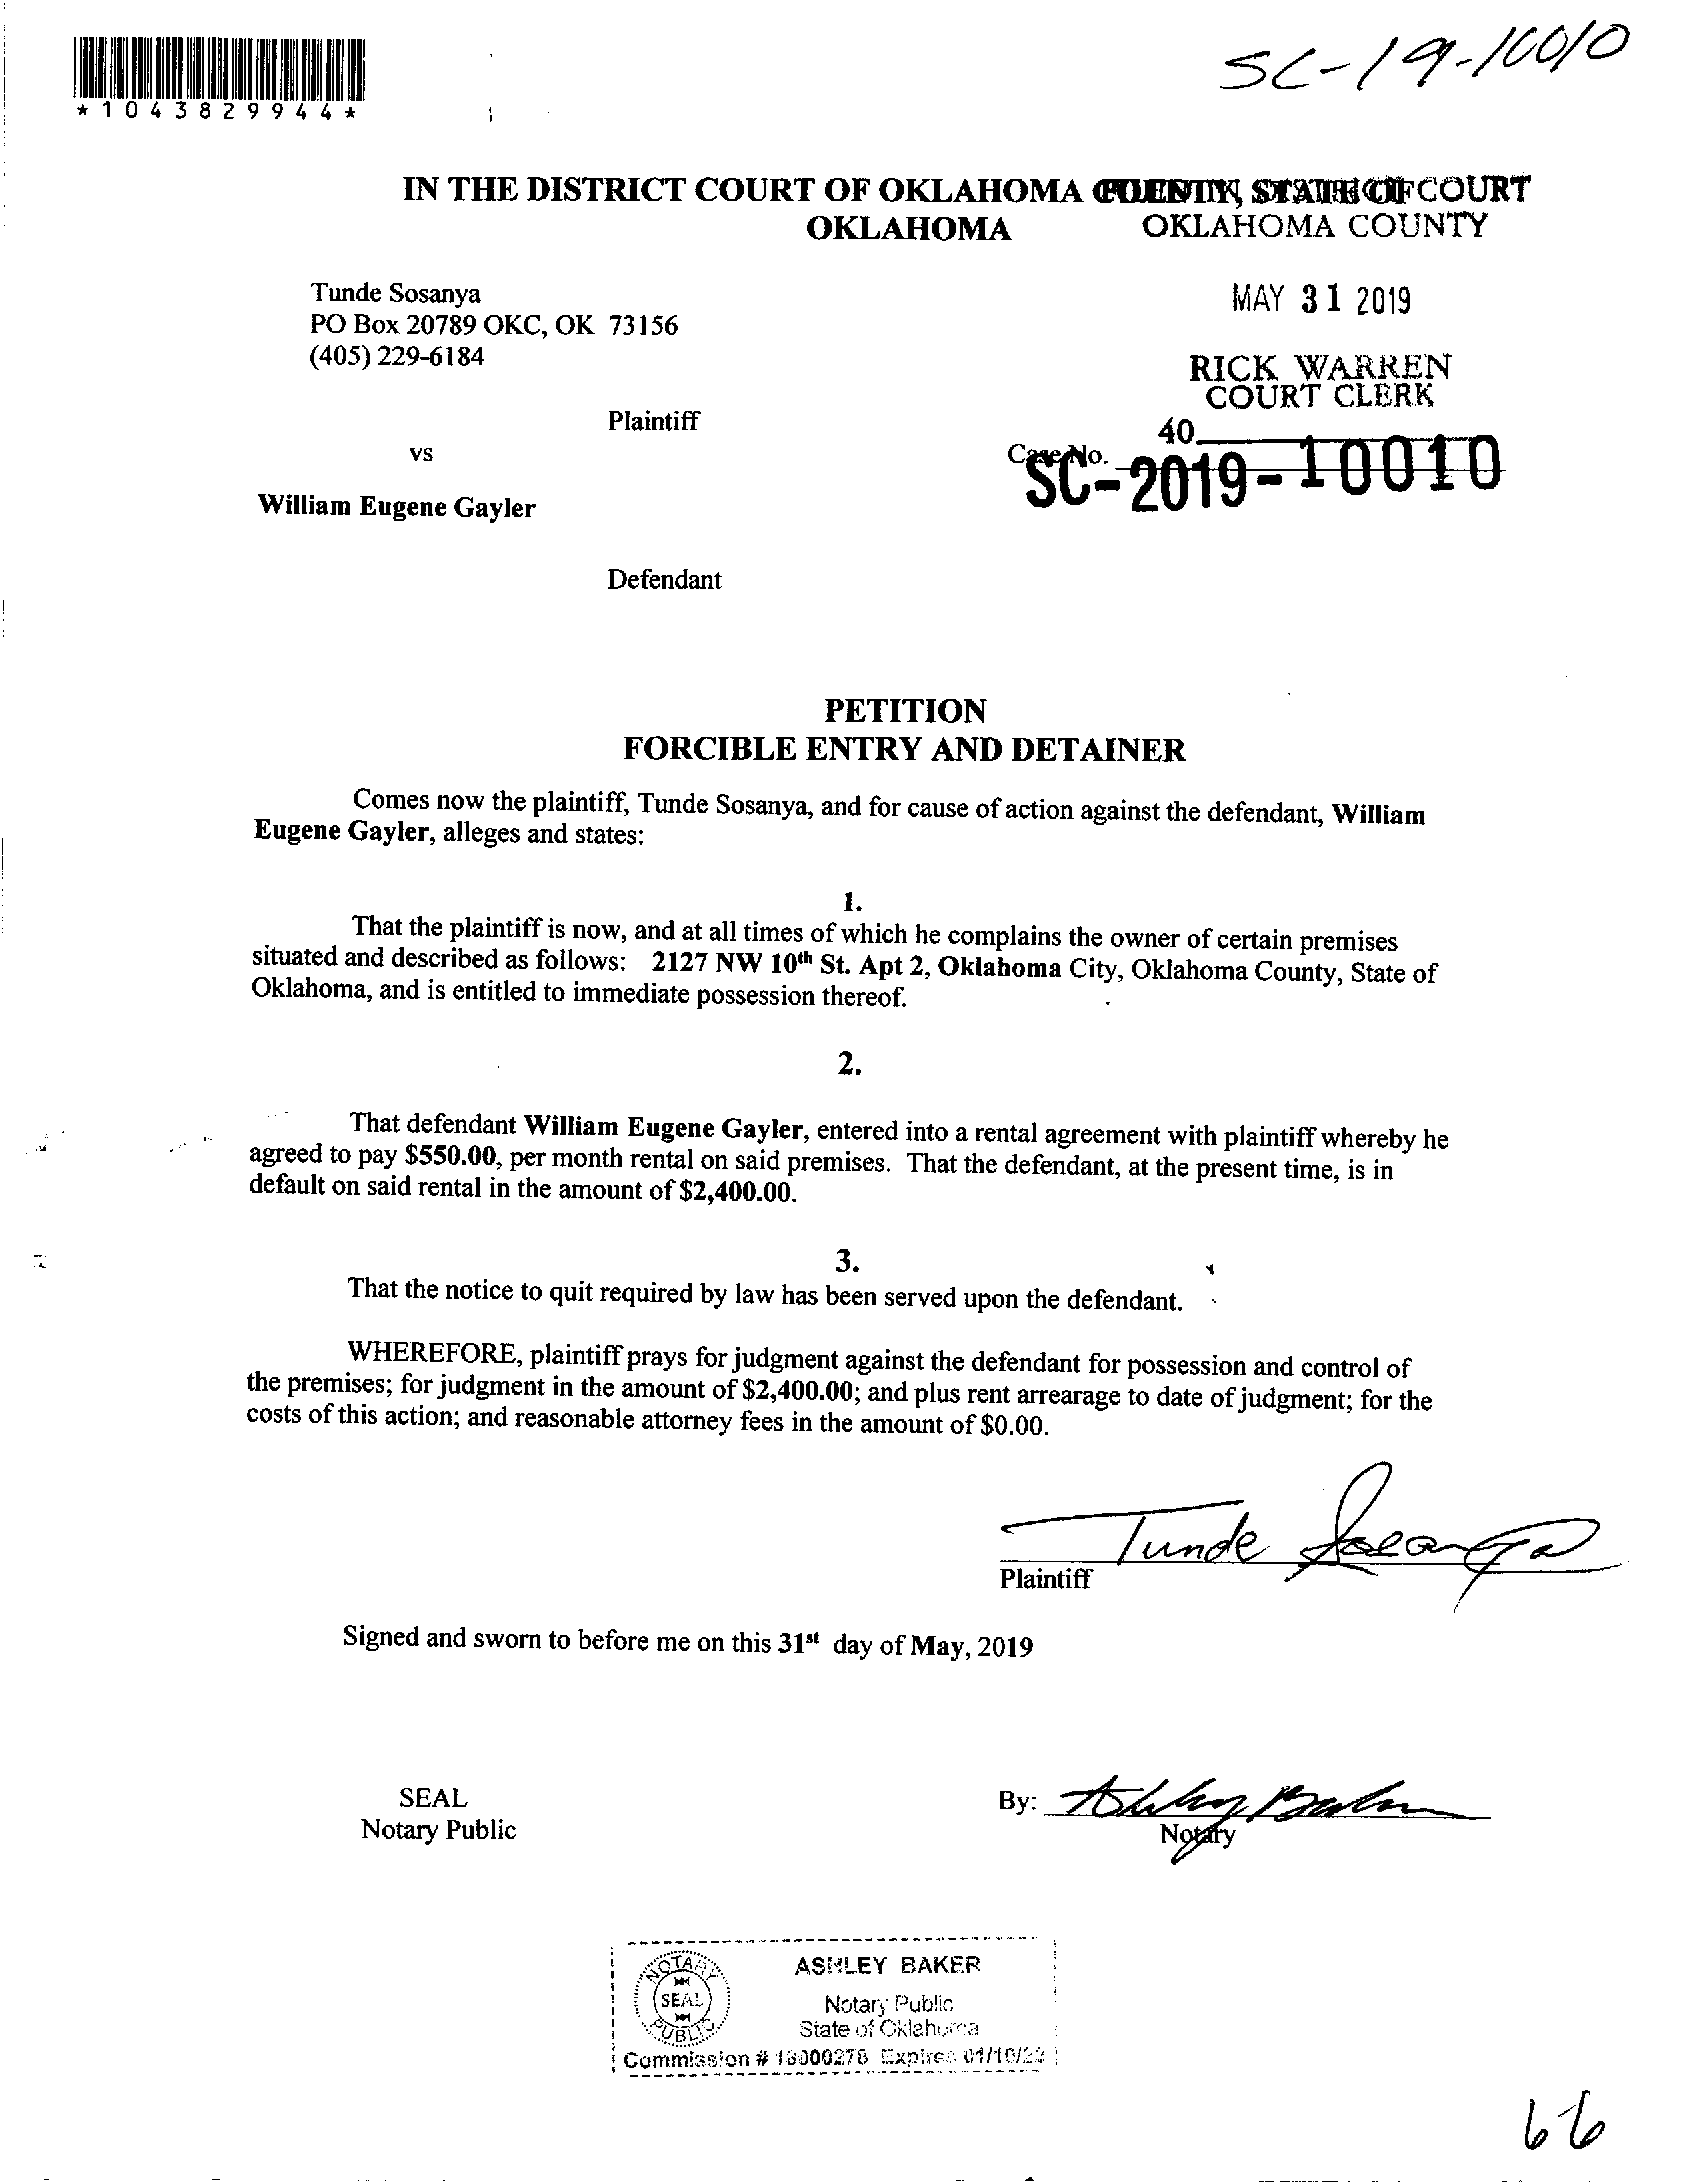 SC-19-10010
*1043829944*
IN THE DISTRICT COURT OF OKLAHOMA COUNTY, STATE OF
OKLAHOMA
FILED IN DISTRICT COURT
OKLAHOMA COUNTY
Tunde Sosanya
PO Box 20789 OKC, OK 73156
(405) 229-6184
MAY 31 2019
RICK WARREN
COURT CLERK
40
Plaintiff
vs
Case No.
SC-2019-10010
William Eugene Gayler
Defendant
PETITION
FORCIBLE ENTRY AND DETAINER
Comes now the plaintiff, Tunde Sosanya, and for cause of action against the defendant, William
Eugene Gayler, alleges and states:
1.
That the plaintiff is now, and at all times of which he complains the owner of certain premises
situated and described as follows: 2127 NW 10th St. Apt 2, Oklahoma City, Oklahoma County, State of
Oklahoma, and is entitled to immediate possession thereof.
2.
That defendant William Eugene Gayler, entered into a rental agreement with plaintiff whereby he
agreed to pay $550.00, per month rental on said premises. That the defendant, at the present time, is in
default on said rental in the amount of $2,400.00.
3.
That the notice to quit required by law has been served upon the defendant.
WHEREFORE, plaintiff prays for judgment against the defendant for possession and control of
the premises; for judgment in the amount of $2,400.00; and plus rent arrearage to date of judgment; for the
costs of this action; and reasonable attorney fees in the amount of $0.00.
Tunde Sosanya
Plaintiff
Signed and sworn to before me on this 31st day of May, 2019
SEAL
Notary Public
By: Ashley Baker
Notary
NOTARY
SEAL
PUBLIC
ASHLEY BAKER
Notary Public
State of Oklahoma
Commission # 18000278 Expires 01/10/22
66